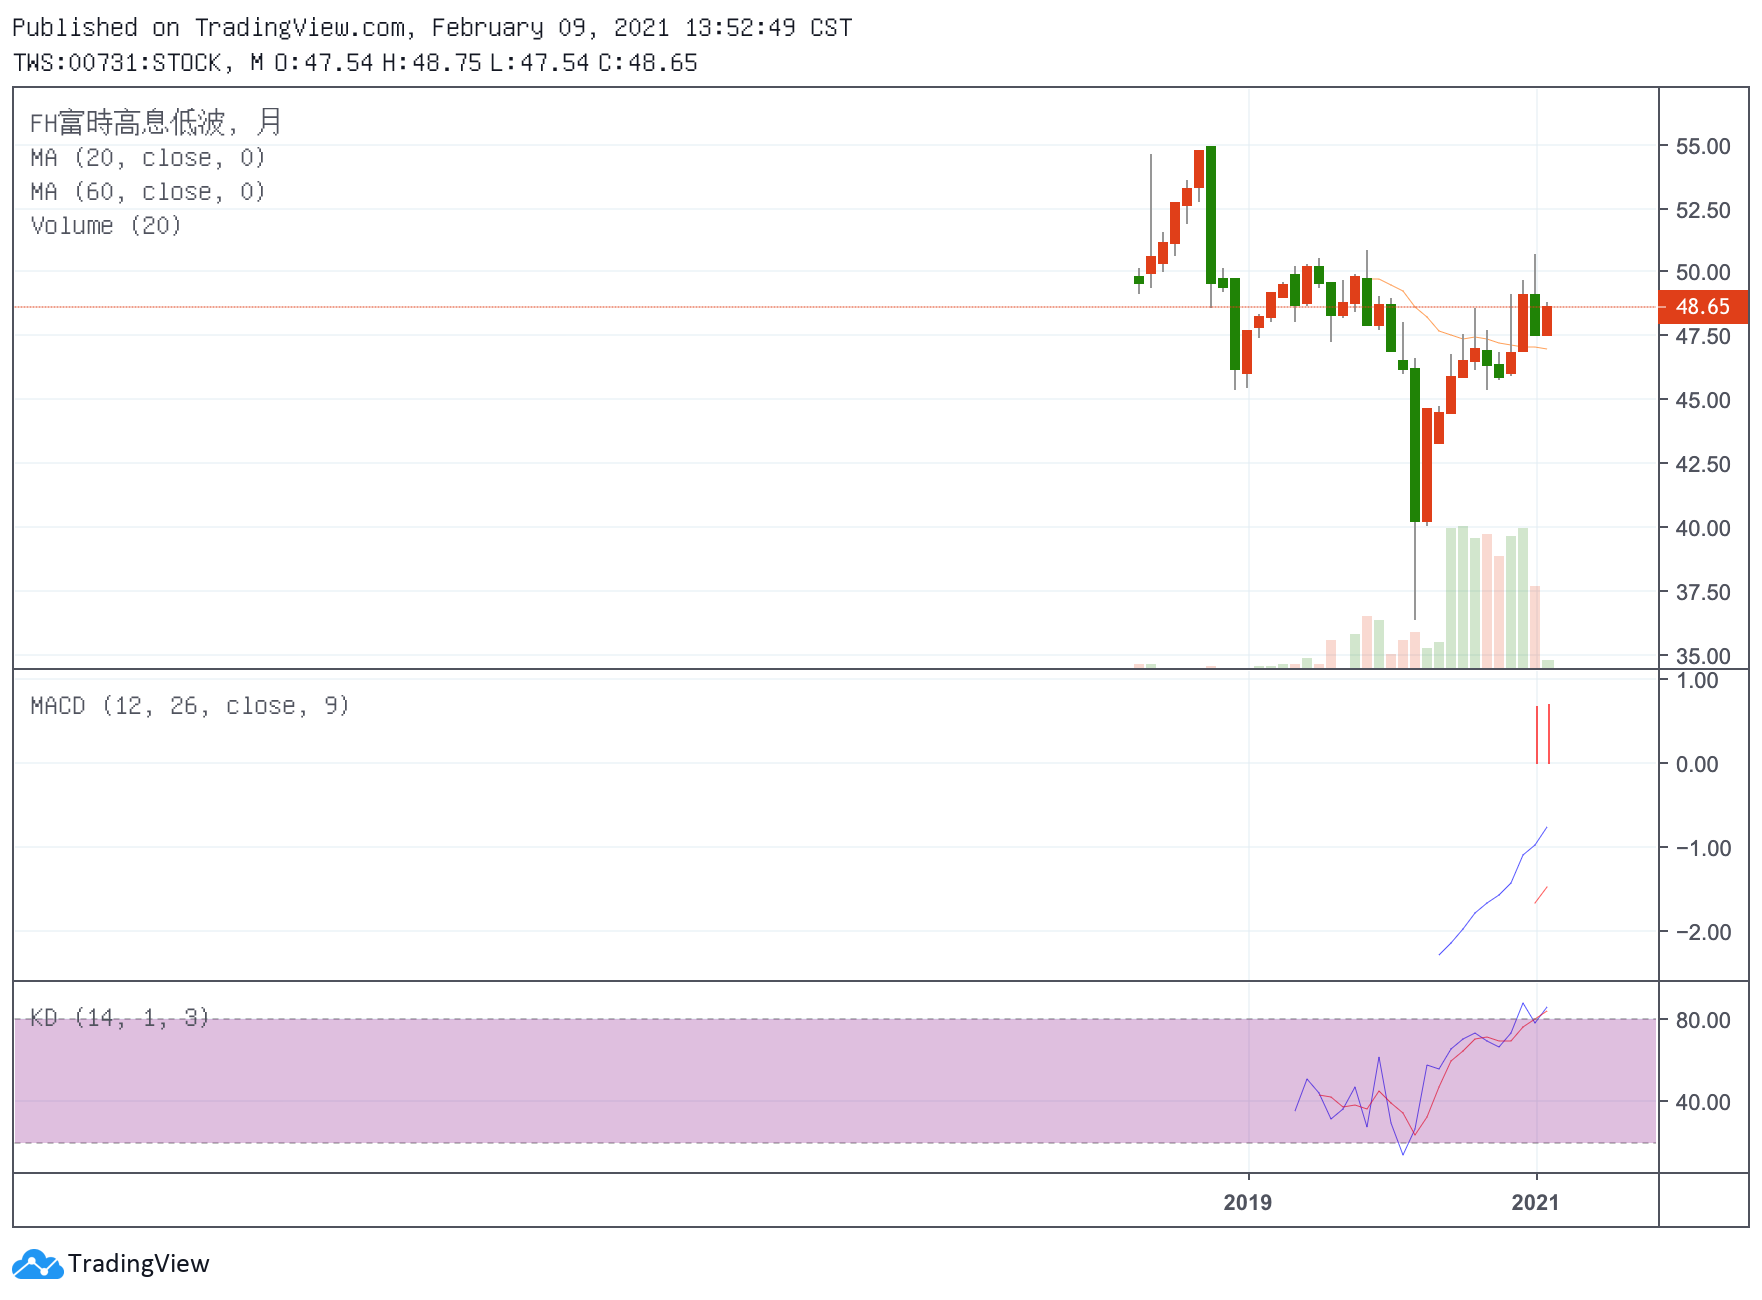 Published on TradingView.com, February 09, 2021 13:52:49 CST
TWS:00731:STOCK, M O:47.54 H:48.75 L:47.54 C:48.65
FH富時高息低波, 月
MA (20, close, 0)
MA (60, close, 0)
Volume (20)
55.00
52.50
50.00
48.65
47.50
45.00
42.50
40.00
37.50
35.00
MACD (12, 26, close, 9)
1.00
0.00
−1.00
−2.00
KD (14, 1, 3)
80.00
40.00
2019 2021
TradingView